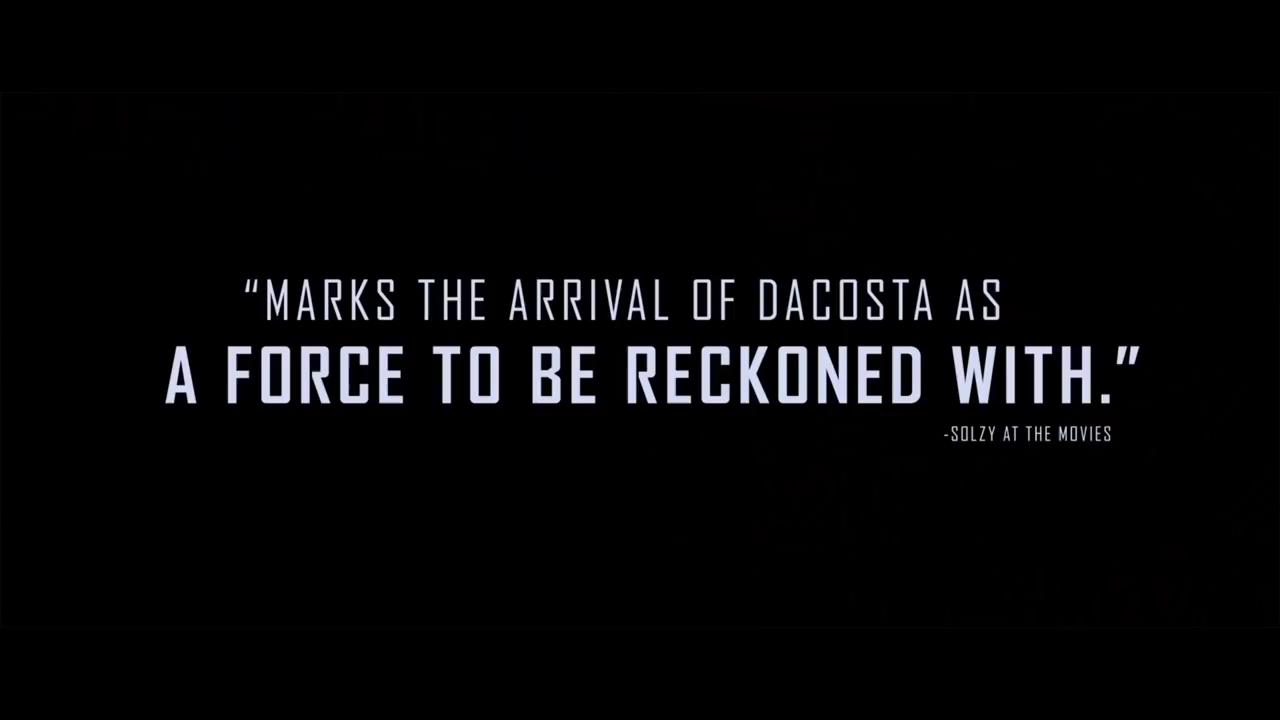 “MARKS THE ARRIVAL OF DACOSTA AS
A FORCE TO BE RECKONED WITH.”
-SOLZY AT THE MOVIES